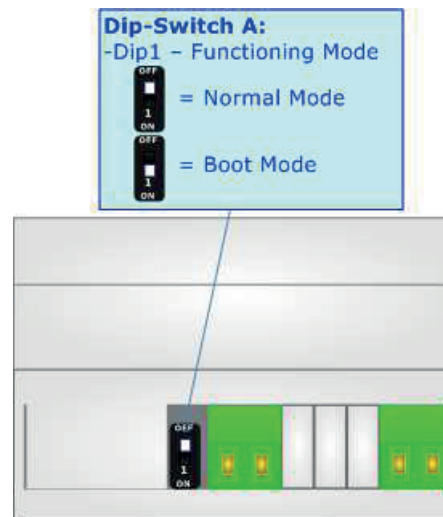 Dip-Switch A:
-Dip1 – Functioning Mode
OFF
= Normal Mode
1
ON
OFF
= Boot Mode
1
ON
OFF
1
ON